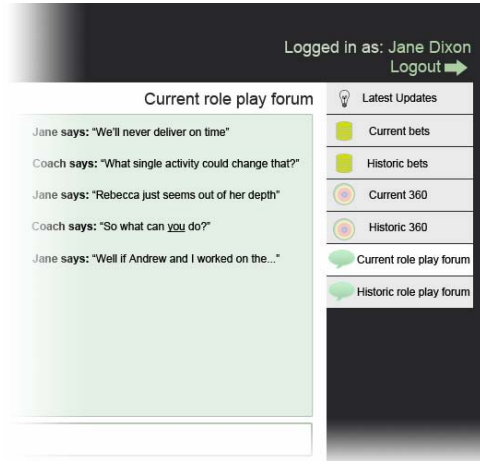 Logged in as: Jane Dixon
Logout
Current role play forum
Jane says: “We'll never deliver on time”
Coach says: “What single activity could change that?”
Jane says: “Rebecca just seems out of her depth”
Coach says: “So what can you do?”
Jane says: “Well if Andrew and I worked on the...”
Latest Updates
Current bets
Historic bets
Current 360
Historic 360
Current role play forum
Historic role play forum